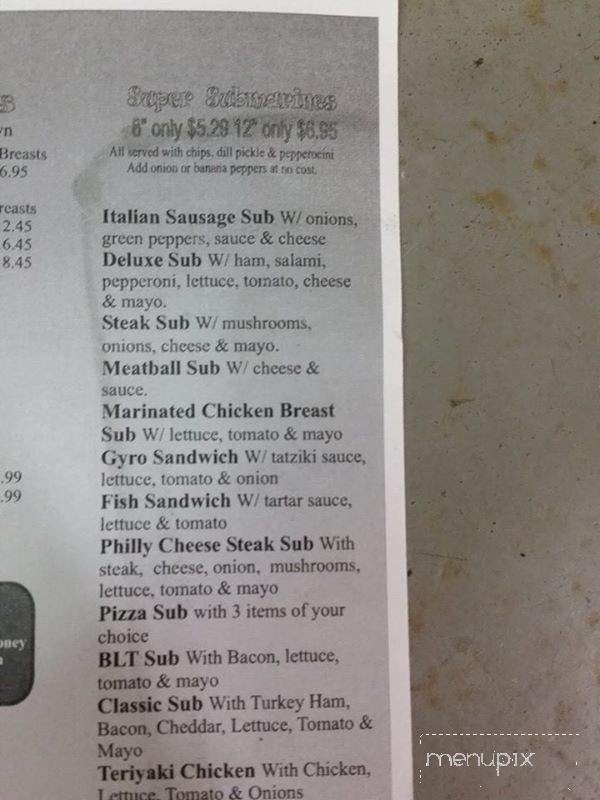 s
n
Breasts
6.95
reasts
2.45
6.45
8.45
.99
.99
oney
Super Submarines
8" only $5.29 12" only $6.95
All served with chips, dill pickle & pepperocini
Add onion or banana peppers at no cost.
Italian Sausage Sub W/ onions,
green peppers, sauce & cheese
Deluxe Sub W/ ham, salami,
pepperoni, lettuce, tomato, cheese
& mayo.
Steak Sub W/ mushrooms,
onions, cheese & mayo.
Meatball Sub W/ cheese &
sauce.
Marinated Chicken Breast
Sub W/ lettuce, tomato & mayo
Gyro Sandwich W/ tatziki sauce,
lettuce, tomato & onion
Fish Sandwich W/ tartar sauce,
lettuce & tomato
Philly Cheese Steak Sub With
steak, cheese, onion, mushrooms,
lettuce, tomato & mayo
Pizza Sub with 3 items of your
choice
BLT Sub With Bacon, lettuce,
tomato & mayo
Classic Sub With Turkey Ham,
Bacon, Cheddar, Lettuce, Tomato &
Mayo
Teriyaki Chicken With Chicken,
Lettuce, Tomato & Onions
menupix